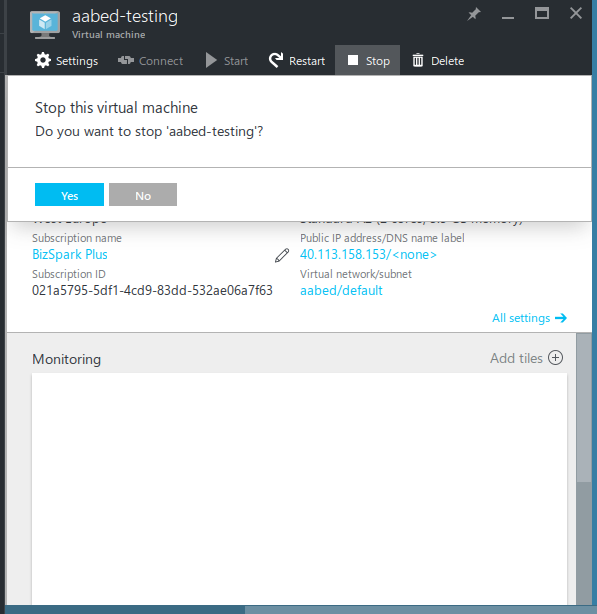 aabed-testing
Virtual machine
Settings Connect Start Restart Stop Delete
Stop this virtual machine
Do you want to stop 'aabed-testing'?
Yes No
Subscription name Public IP address/DNS name label
BizSpark Plus 40.113.158.153/<none>
Subscription ID Virtual network/subnet
021a5795-5df1-4cd9-83dd-532ae06a7f63 aabed/default
All settings
Monitoring Add tiles